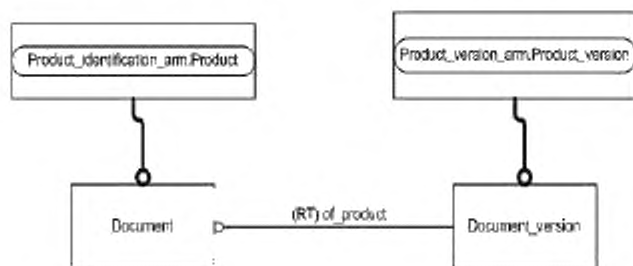 Product_identification_arm.Product
Product_version_arm.Product_version
Document
(RT) of_product
Document_version